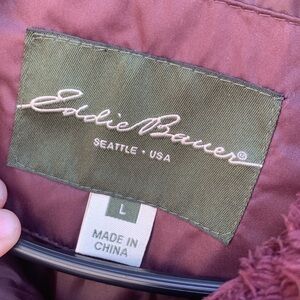 Eddie Bauer®
SEATTLE • USA
L
MADE IN
CHINA